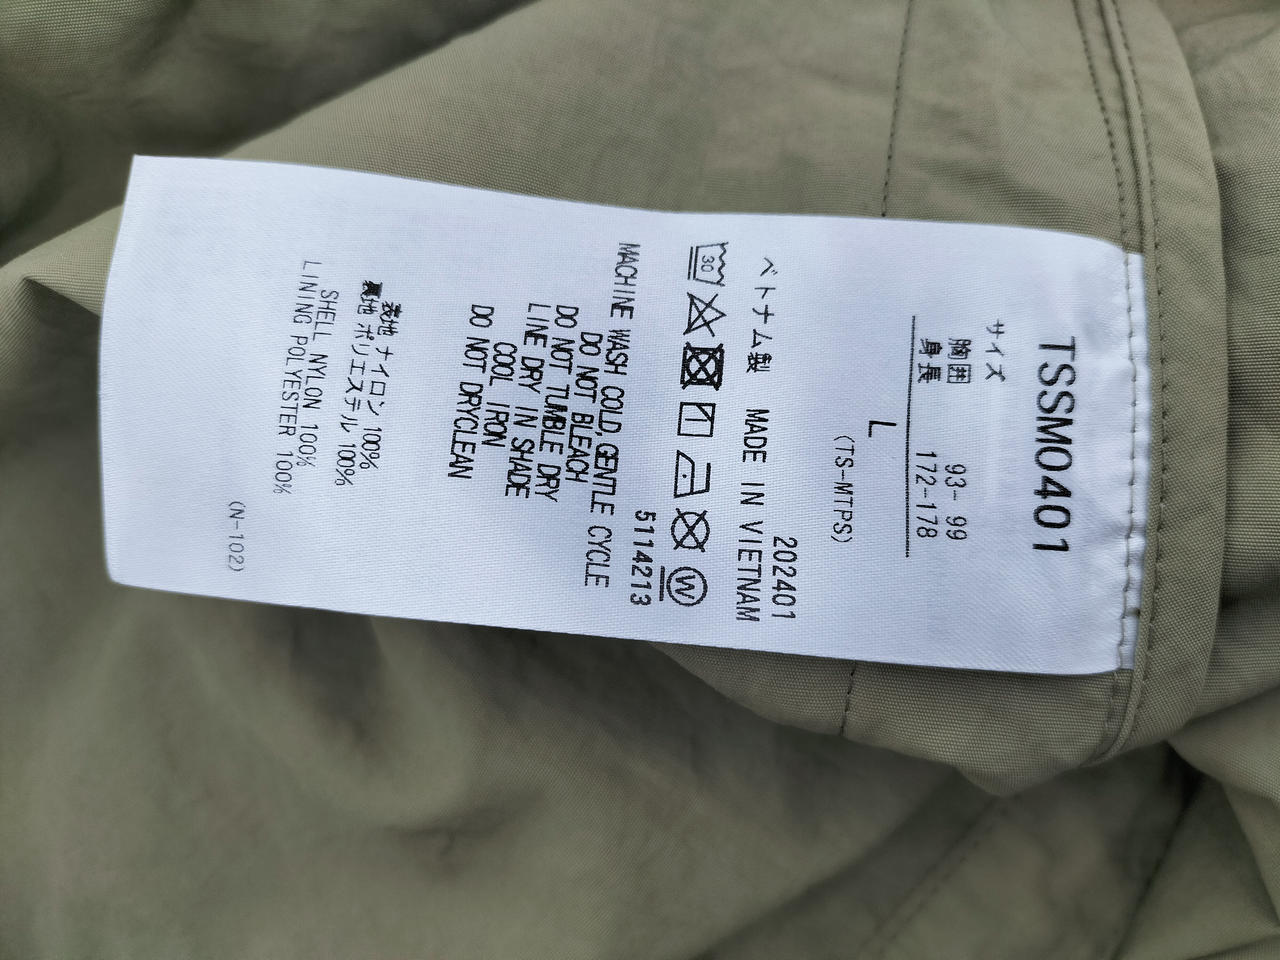 TSSM0401
サイズ
胸囲 93-99
身長 172-178
L
(TS-MTPS)
202401
ベトナム製 MADE IN VIETNAM
30
W
5114213
MACHINE WASH COLD,GENTLE CYCLE
DO NOT BLEACH
DO NOT TUMBLE DRY
LINE DRY IN SHADE
COOL IRON
DO NOT DRYCLEAN
表地 ナイロン 100%
裏地 ポリエステル 100%
SHELL NYLON 100%
LINING POLYESTER 100%
(N-102)